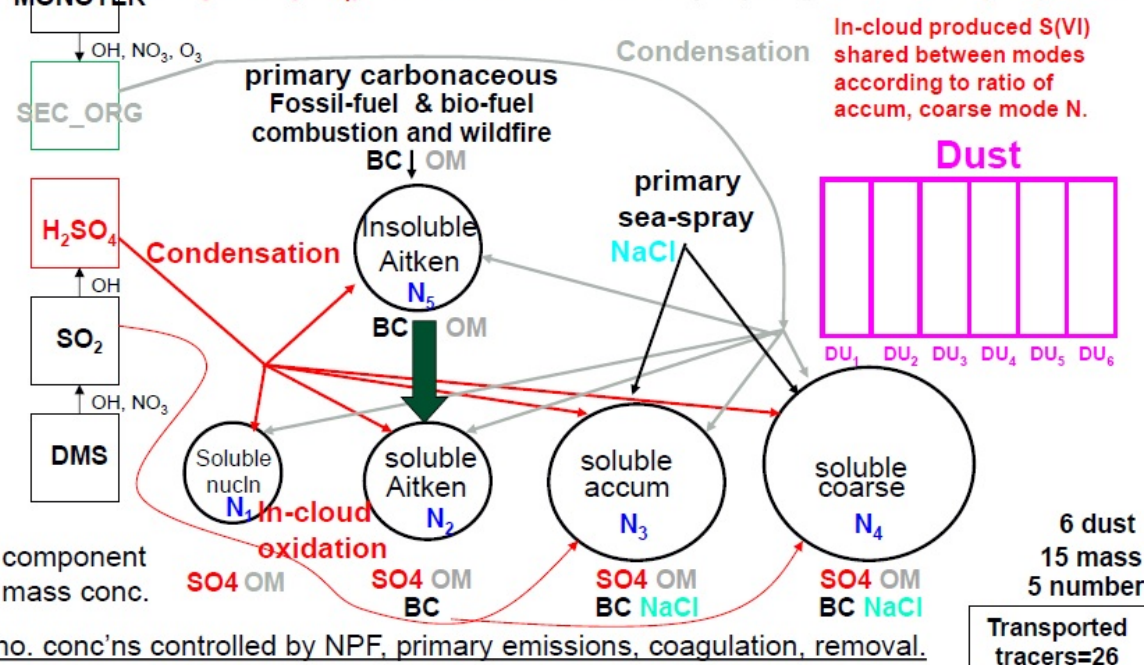 OH, NO3, O3
SEC_ORG
Condensation
In-cloud produced S(VI)
shared between modes
according to ratio of
accum, coarse mode N.
primary carbonaceous
Fossil-fuel & bio-fuel
combustion and wildfire
BC OM
Dust
primary
sea-spray
NaCl
H2SO4
Condensation
Insoluble
Aitken
N5
BC OM
OH
SO2
DU1 DU2 DU3 DU4 DU5 DU6
OH, NO3
DMS
Soluble
nucln
N1
In-cloud
oxidation
soluble
Aitken
N2
soluble
accum
N3
soluble
coarse
N4
component
mass conc.
SO4 OM
SO4 OM
BC
SO4 OM
BC NaCl
SO4 OM
BC NaCl
6 dust
15 mass
5 number
no. conc'ns controlled by NPF, primary emissions, coagulation, removal.
Transported
tracers=26